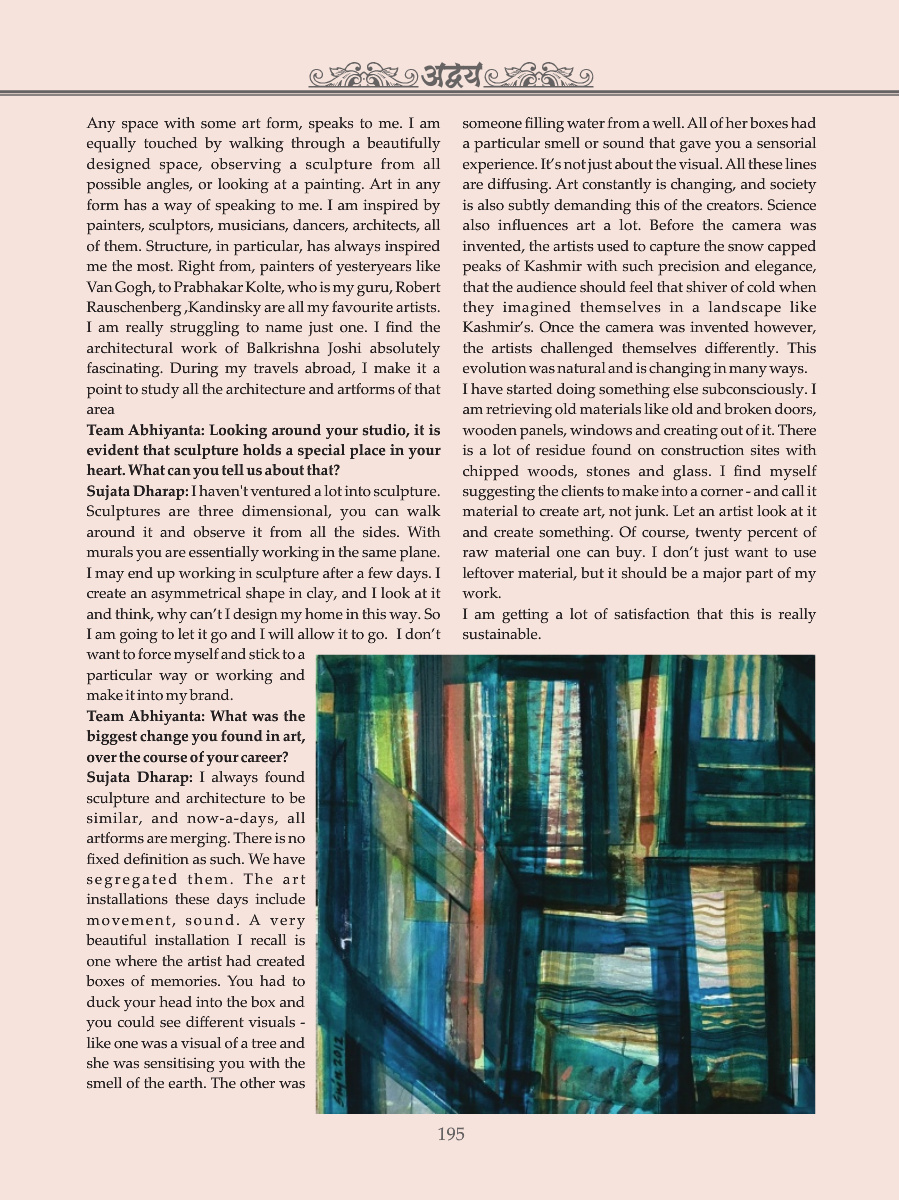 अद्वय
Any space with some art form, speaks to me. I am
equally touched by walking through a beautifully
designed space, observing a sculpture from all
possible angles, or looking at a painting. Art in any
form has a way of speaking to me. I am inspired by
painters, sculptors, musicians, dancers, architects, all
of them. Structure, in particular, has always inspired
me the most. Right from, painters of yesteryears like
Van Gogh, to Prabhakar Kolte, who is my guru, Robert
Rauschenberg ,Kandinsky are all my favourite artists.
I am really struggling to name just one. I find the
architectural work of Balkrishna Joshi absolutely
fascinating. During my travels abroad, I make it a
point to study all the architecture and artforms of that
area
Team Abhiyanta: Looking around your studio, it is
evident that sculpture holds a special place in your
heart. What can you tell us about that?
Sujata Dharap: I haven't ventured a lot into sculpture.
Sculptures are three dimensional, you can walk
around it and observe it from all the sides. With
murals you are essentially working in the same plane.
I may end up working in sculpture after a few days. I
create an asymmetrical shape in clay, and I look at it
and think, why can’t I design my home in this way. So
I am going to let it go and I will allow it to go. I don’t
want to force myself and stick to a
particular way or working and
make it into my brand.
Team Abhiyanta: What was the
biggest change you found in art,
over the course of your career?
Sujata Dharap: I always found
sculpture and architecture to be
similar, and now-a-days, all
artforms are merging. There is no
fixed definition as such. We have
segregated them. The art
installations these days include
movement, sound. A very
beautiful installation I recall is
one where the artist had created
boxes of memories. You had to
duck your head into the box and
you could see different visuals -
like one was a visual of a tree and
she was sensitising you with the
smell of the earth. The other was
someone filling water from a well. All of her boxes had
a particular smell or sound that gave you a sensorial
experience. It’s not just about the visual. All these lines
are diffusing. Art constantly is changing, and society
is also subtly demanding this of the creators. Science
also influences art a lot. Before the camera was
invented, the artists used to capture the snow capped
peaks of Kashmir with such precision and elegance,
that the audience should feel that shiver of cold when
they imagined themselves in a landscape like
Kashmir’s. Once the camera was invented however,
the artists challenged themselves differently. This
evolution was natural and is changing in many ways.
I have started doing something else subconsciously. I
am retrieving old materials like old and broken doors,
wooden panels, windows and creating out of it. There
is a lot of residue found on construction sites with
chipped woods, stones and glass. I find myself
suggesting the clients to make into a corner - and call it
material to create art, not junk. Let an artist look at it
and create something. Of course, twenty percent of
raw material one can buy. I don’t just want to use
leftover material, but it should be a major part of my
work.
I am getting a lot of satisfaction that this is really
sustainable.
Suja 2012
195